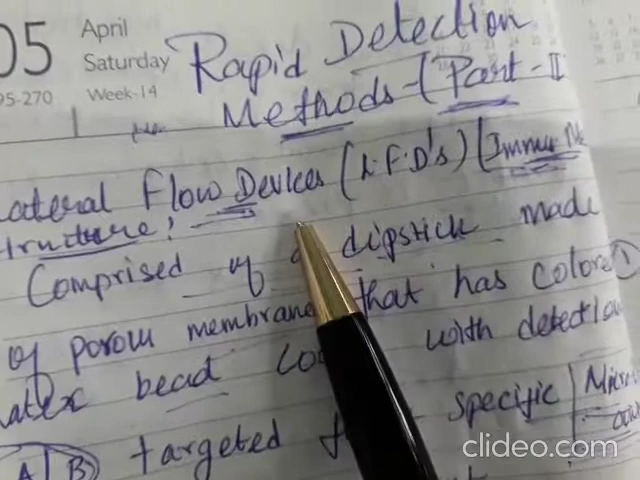 05
April
Saturday
95-270
Week-14
Rapid Detection
Methods-(Part-II
Lateral Flow Devices (L.F.D's) (Immu
structure:
Comprised of a dipstick made
of porous membrane that has colored
latex bead with detection
A B targeted specific
clideo.com